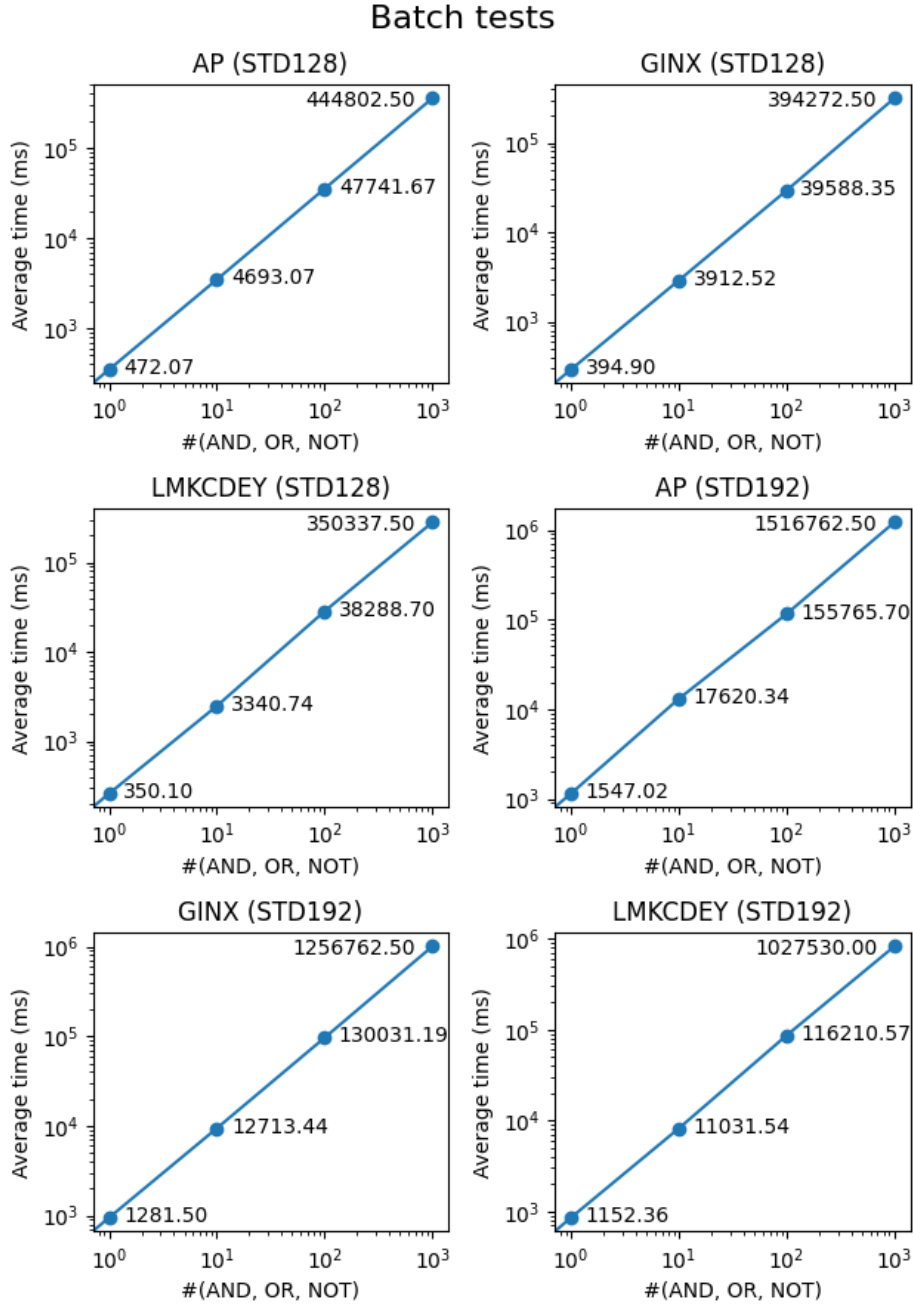 Batch tests
AP (STD128)
444802.50
47741.67
4693.07
472.07
10^5
10^4
10^3
Average time (ms)
10^0 10^1 10^2 10^3
#(AND, OR, NOT)
GINX (STD128)
394272.50
39588.35
3912.52
394.90
10^5
10^4
10^3
Average time (ms)
10^0 10^1 10^2 10^3
#(AND, OR, NOT)
LMKCDEY (STD128)
350337.50
38288.70
3340.74
350.10
10^5
10^4
10^3
Average time (ms)
10^0 10^1 10^2 10^3
#(AND, OR, NOT)
AP (STD192)
1516762.50
155765.70
17620.34
1547.02
10^6
10^5
10^4
10^3
Average time (ms)
10^0 10^1 10^2 10^3
#(AND, OR, NOT)
GINX (STD192)
1256762.50
130031.19
12713.44
1281.50
10^6
10^5
10^4
10^3
Average time (ms)
10^0 10^1 10^2 10^3
#(AND, OR, NOT)
LMKCDEY (STD192)
1027530.00
116210.57
11031.54
1152.36
10^6
10^5
10^4
10^3
Average time (ms)
10^0 10^1 10^2 10^3
#(AND, OR, NOT)